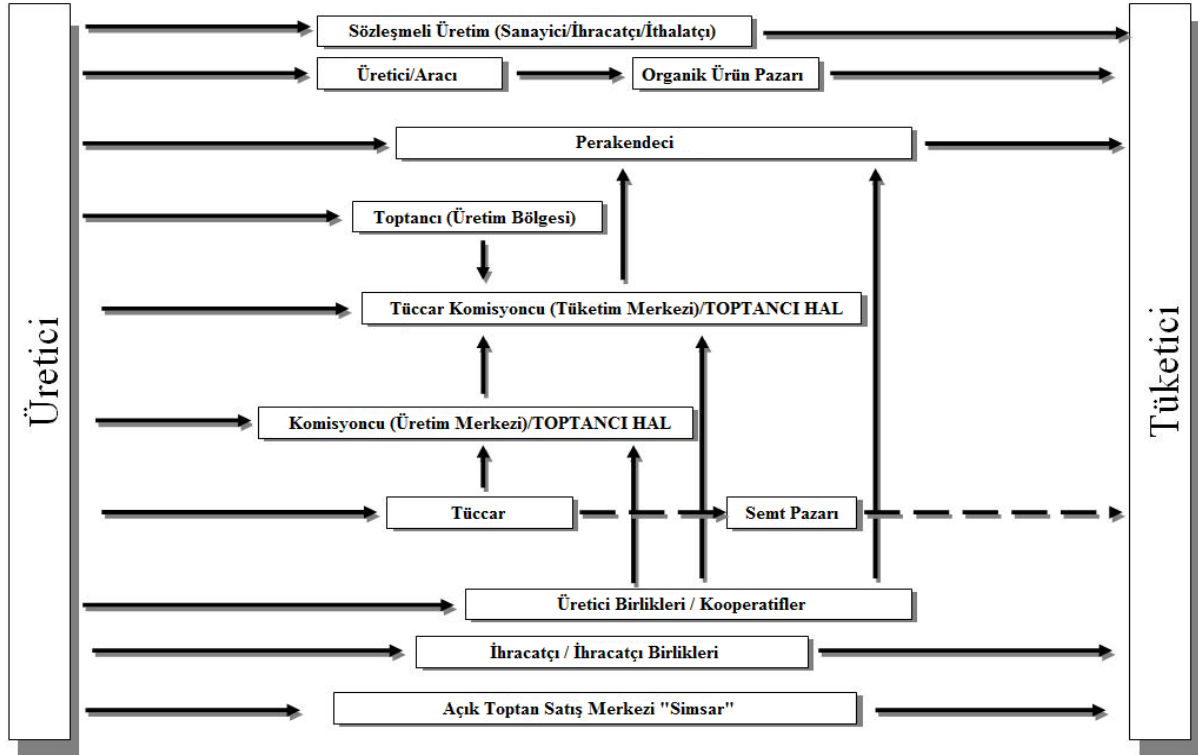 Üretici
Sözleşmeli Üretim (Sanayici/İhracatçı/İthalatçı)
Üretici/Aracı
Organik Ürün Pazarı
Perakendeci
Toptancı (Üretim Bölgesi)
Tüccar Komisyoncu (Tüketim Merkezi)/TOPTANCI HAL
Komisyoncu (Üretim Merkezi)/TOPTANCI HAL
Tüccar
Semt Pazarı
Üretici Birlikleri / Kooperatifler
İhracatçı / İhracatçı Birlikleri
Açık Toptan Satış Merkezi "Simsar"
Tüketici